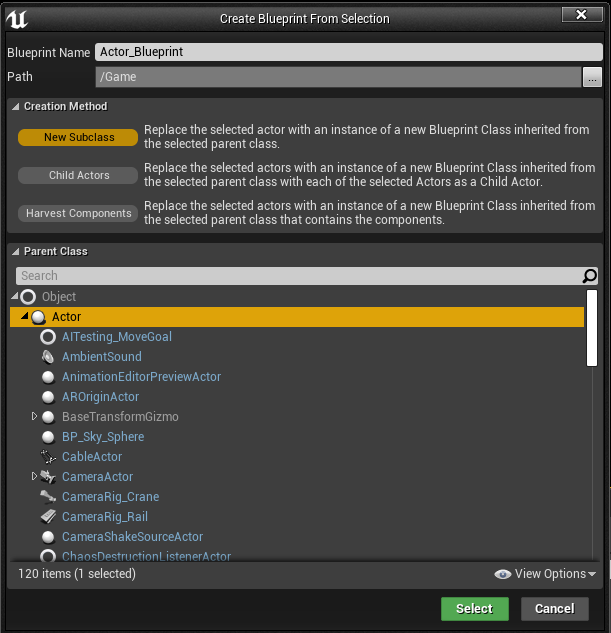 Create Blueprint From Selection
Blueprint Name Actor_Blueprint
Path /Game ...
Creation Method
New Subclass Replace the selected actor with an instance of a new Blueprint Class inherited from
the selected parent class.
Child Actors Replace the selected actors with an instance of a new Blueprint Class inherited from
the selected parent class with each of the selected Actors as a Child Actor.
Harvest Components Replace the selected actors with an instance of a new Blueprint Class inherited from
the selected parent class that contains the components.
Parent Class
Search
Object
Actor
AITesting_MoveGoal
AmbientSound
AnimationEditorPreviewActor
AROriginActor
BaseTransformGizmo
BP_Sky_Sphere
CableActor
CameraActor
CameraRig_Crane
CameraRig_Rail
CameraShakeSourceActor
ChaosDestructionListenerActor
120 items (1 selected) View Options
Select Cancel